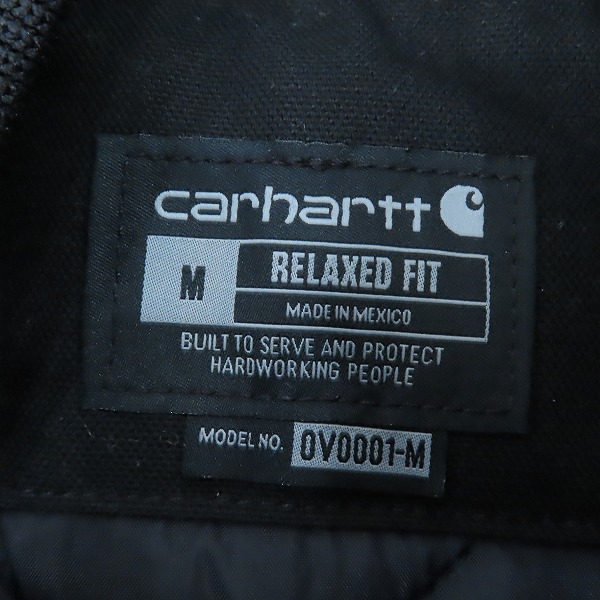 carhartt
M
RELAXED FIT
MADE IN MEXICO
BUILT TO SERVE AND PROTECT
HARDWORKING PEOPLE
MODEL NO. OV0001-M